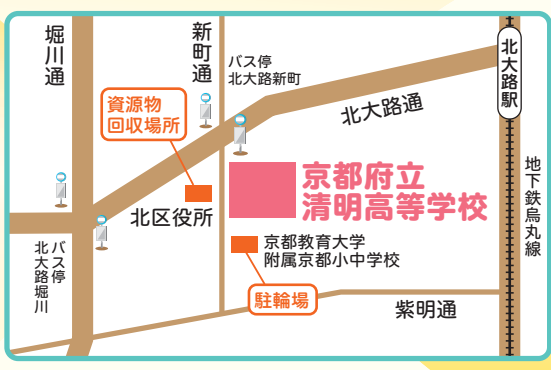 堀川通
新町通
バス停
北大路新町
北大路駅
資源物
回収場所
北大路通
地下鉄烏丸線
京都府立
清明高等学校
北区役所
バス停
北大路堀川
京都教育大学
附属京都小中学校
駐輪場
紫明通